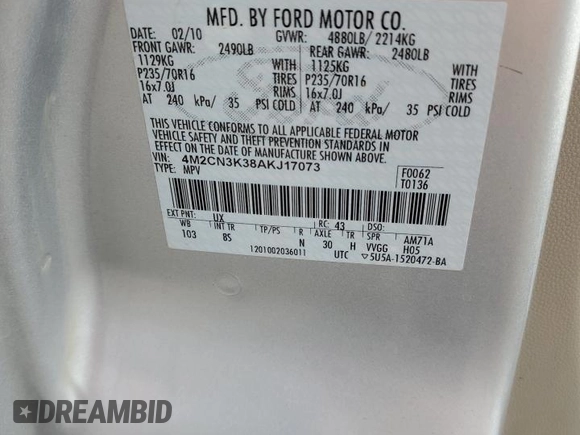 MFD. BY FORD MOTOR CO.
DATE: 02/10 GVWR: 4880LB/ 2214KG
FRONT GAWR: 2490LB REAR GAWR: 2480LB
1129KG WITH 1125KG WITH
P235/70R16 TIRES P235/70R16 TIRES
16x7.0J RIMS 16x7.0J RIMS
AT 240 kPa/ 35 PSI COLD AT 240 kPa/ 35 PSI COLD
THIS VEHICLE CONFORMS TO ALL APPLICABLE FEDERAL MOTOR
VEHICLE SAFETY AND THEFT PREVENTION STANDARDS IN
EFFECT ON THE DATE OF MANUFACTURE SHOWN ABOVE.
VIN: 4M2CN3K38AKJ17073 F0062
TYPE: MPV T0136
EXT PNT: UX RC: 43 DSO:
WB INT TR TP/PS R AXLE TR SPR AM71A
103 BS N 30 H VVGG H05
1201002036011 UTC ▽5U5A-1520472-BA
DREAMBID